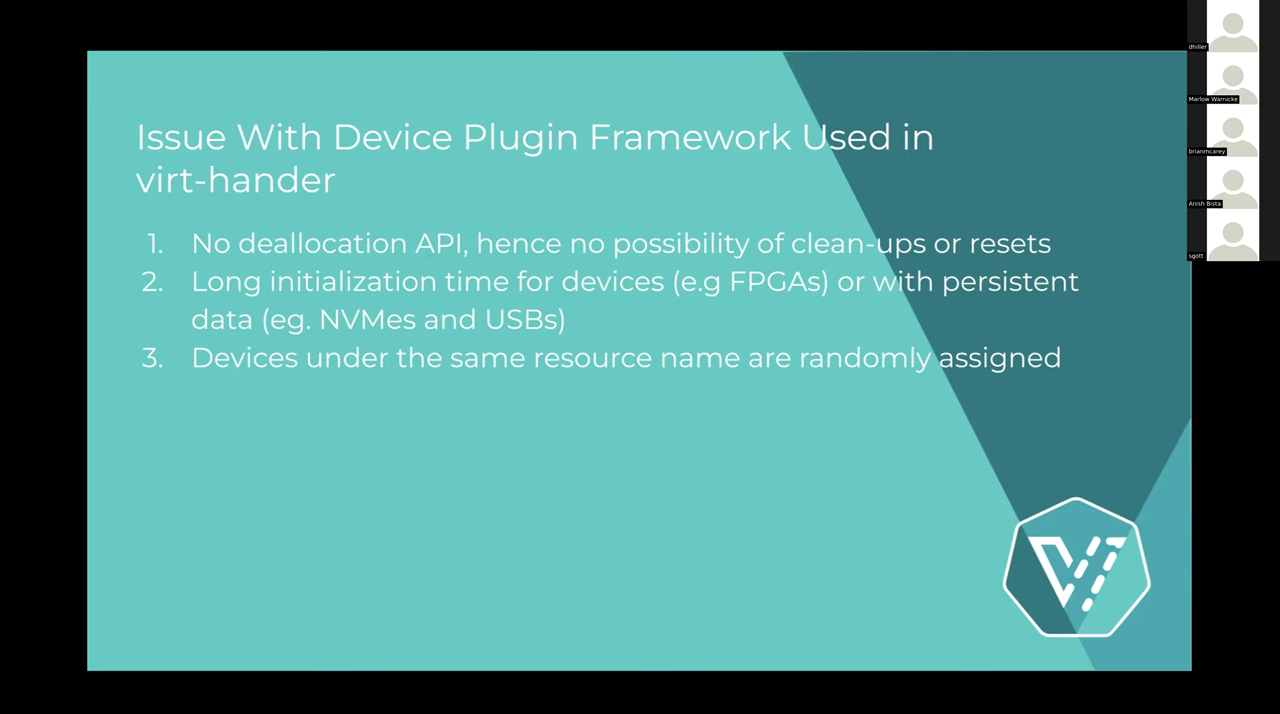 Issue With Device Plugin Framework Used in
virt-hander
1. No deallocation API, hence no possibility of clean-ups or resets
2. Long initialization time for devices (e.g FPGAs) or with persistent
data (eg. NVMes and USBs)
3. Devices under the same resource name are randomly assigned
dhiller
Marlow Warnicke
brianmcarey
Anish Bista
sgott